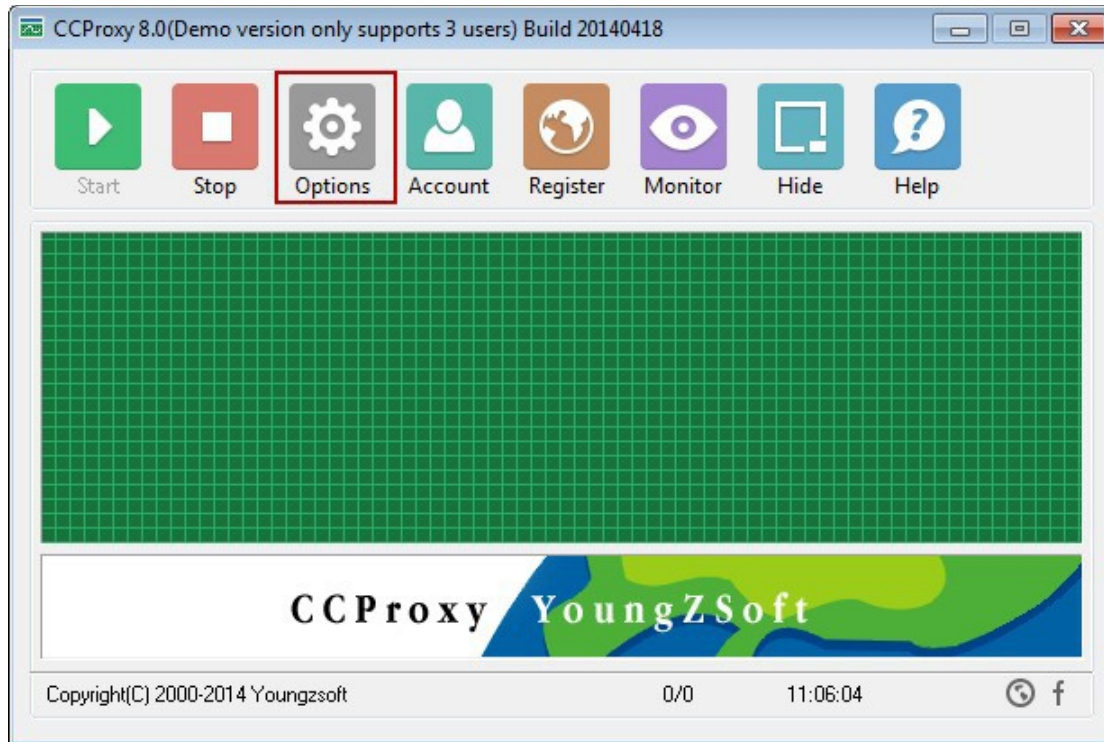 CCProxy 8.0(Demo version only supports 3 users) Build 20140418
Start Stop Options Account Register Monitor Hide Help
CCProxy YoungZSoft
Copyright(C) 2000-2014 Youngzsoft 0/0 11:06:04